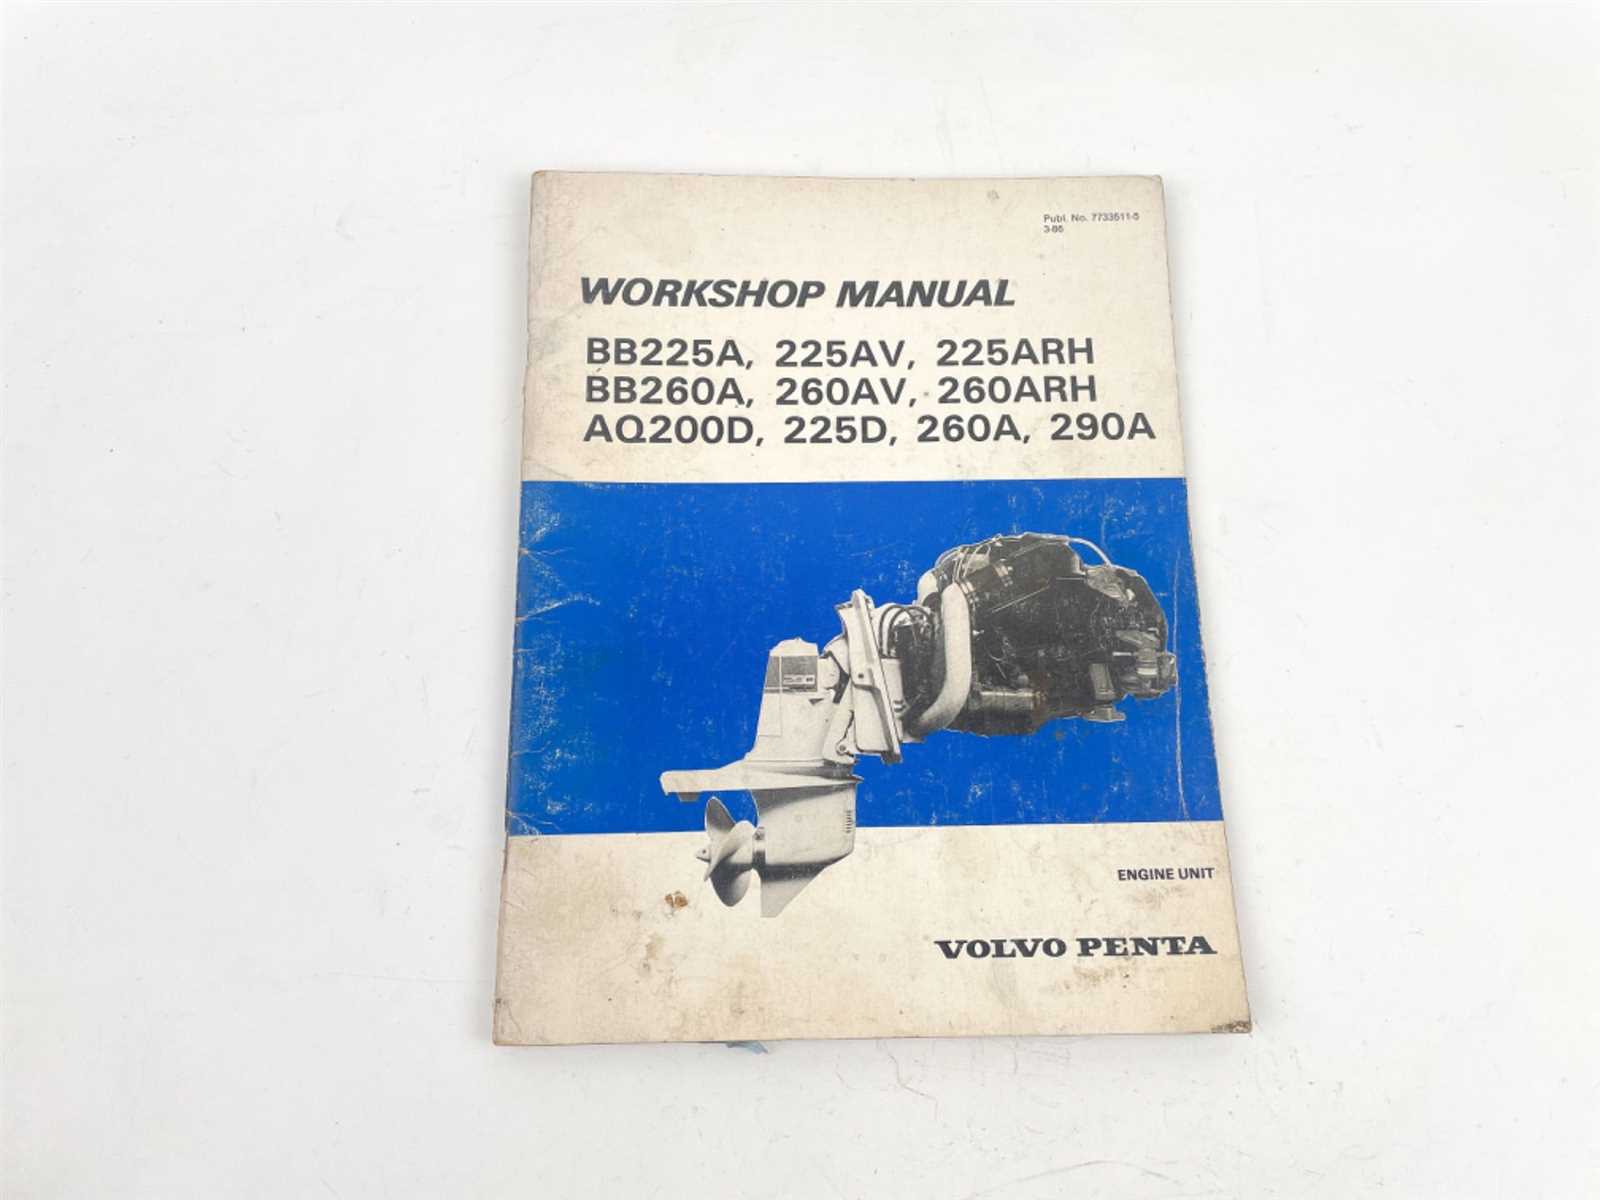 Publ. No. 7733511-5
3-86
WORKSHOP MANUAL
BB225A, 225AV, 225ARH
BB260A, 260AV, 260ARH
AQ200D, 225D, 260A, 290A
ENGINE UNIT
VOLVO PENTA